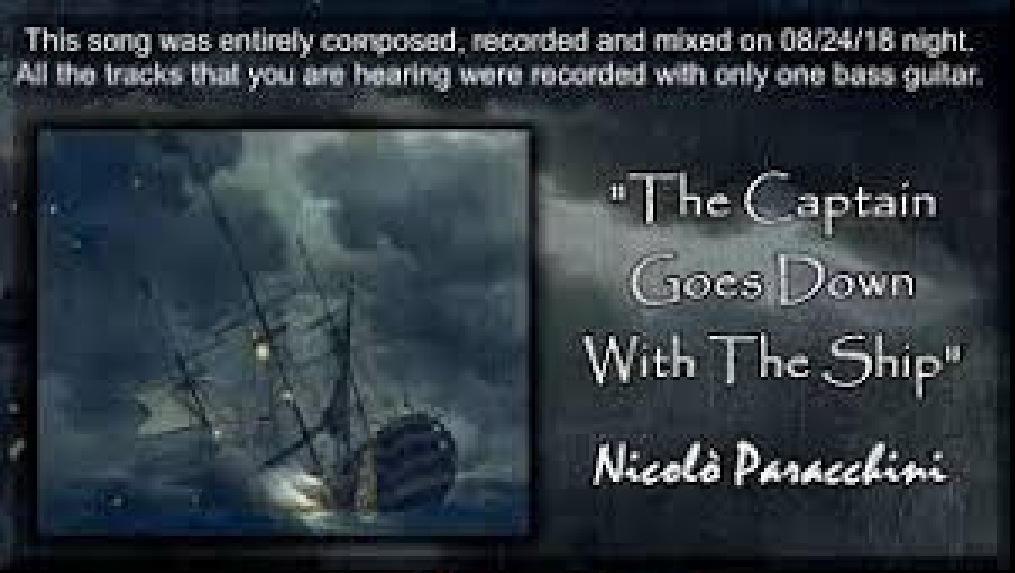 This song was entirely composed, recorded and mixed on 08/24/18 night.
All the tracks that you are hearing were recorded with only one bass guitar.
"The Captain
Goes Down
With The Ship"
Nicolò Paracchini